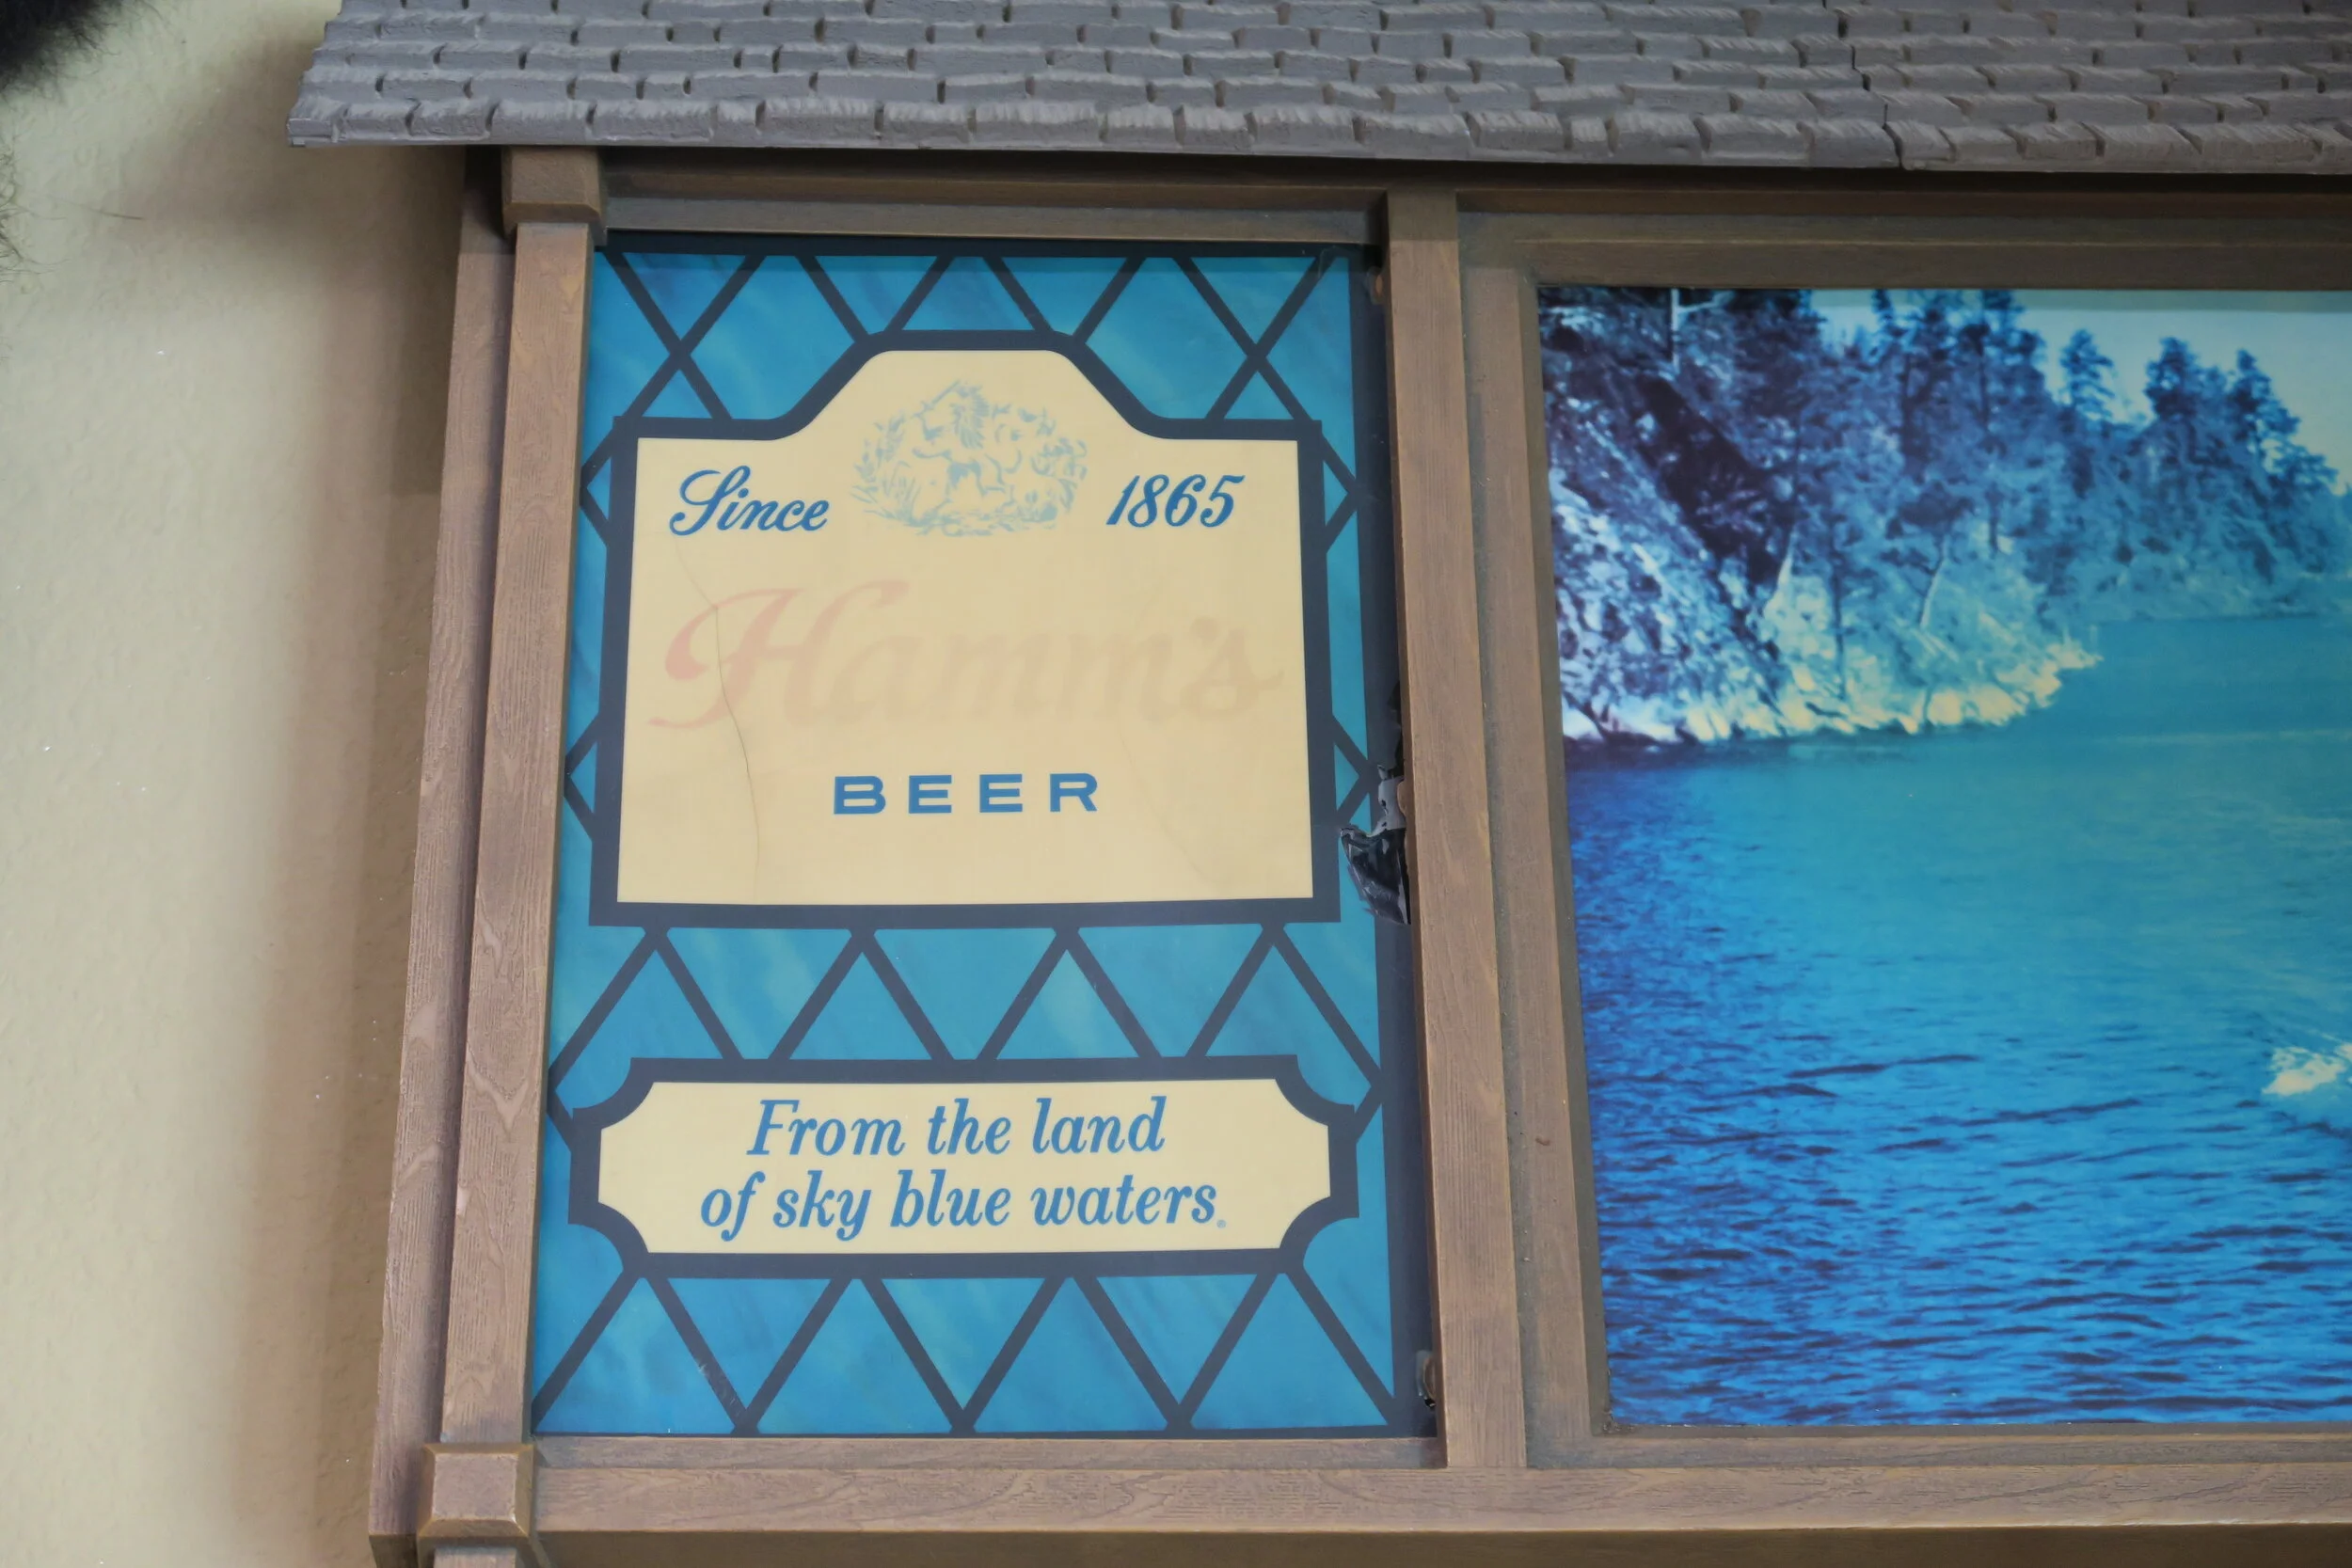 Since 1865
Hamm's
BEER
From the land
of sky blue waters.